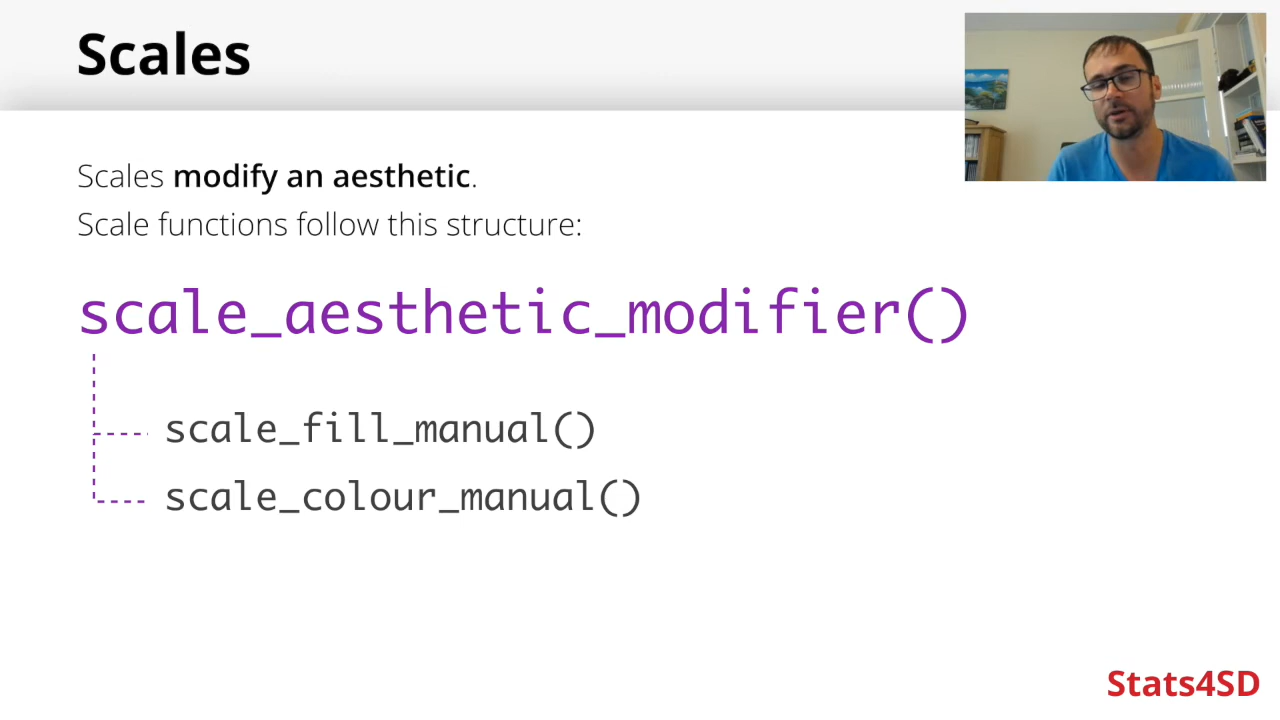 Scales
Scales modify an aesthetic.
Scale functions follow this structure:
scale_aesthetic_modifier()
scale_fill_manual()
scale_colour_manual()
Stats4SD